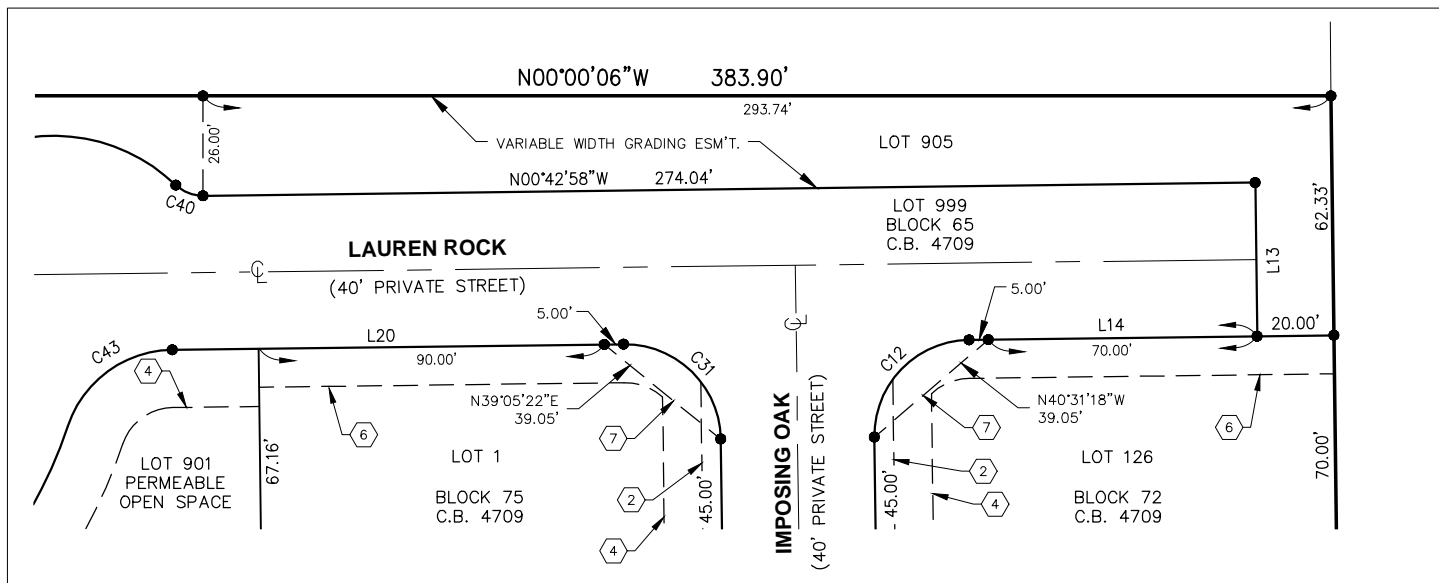 N00°00'06"W 383.90'
293.74'
26.00'
VARIABLE WIDTH GRADING ESM'T.
LOT 905
N00°42'58"W 274.04'
C40
LOT 999
BLOCK 65
C.B. 4709
62.33'
LAUREN ROCK
(40' PRIVATE STREET)
L13
5.00'
5.00'
L20
90.00'
L14
70.00'
20.00'
C43
C31
C12
4
N39°05'22"E
39.05'
N40°31'18"W
39.05'
6
7
7
6
LOT 901
PERMEABLE
OPEN SPACE
67.16'
LOT 1
BLOCK 75
C.B. 4709
2
4
45.00'
IMPOSING OAK
(40' PRIVATE STREET)
45.00'
2
4
LOT 126
BLOCK 72
C.B. 4709
70.00'